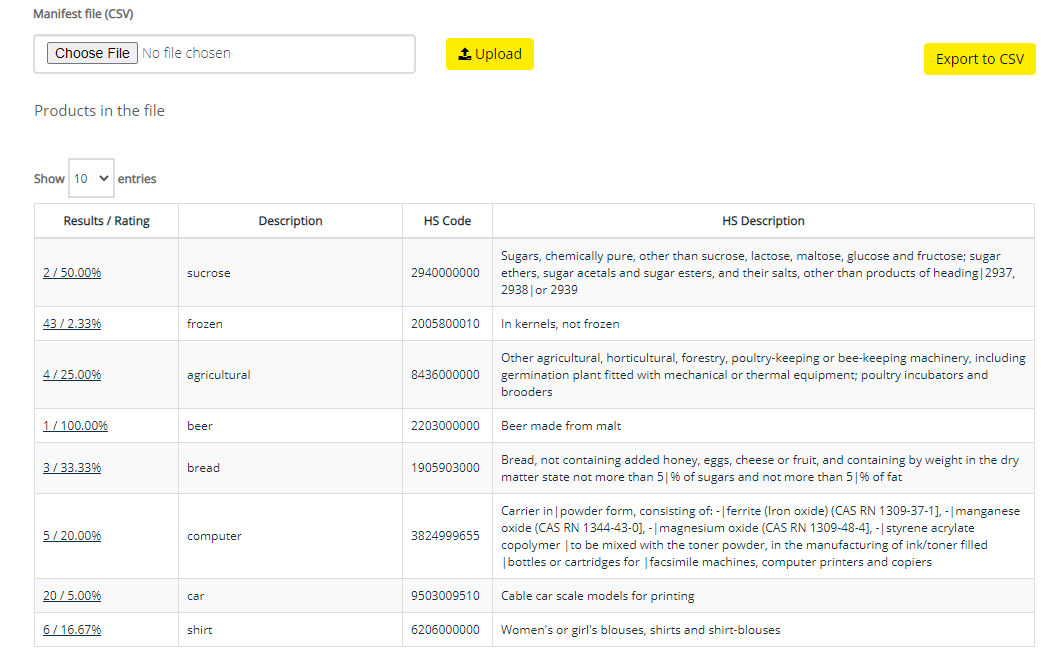 Manifest file (CSV)
Choose File No file chosen
Upload
Export to CSV
Products in the file
Show 10 entries
Results / Rating Description HS Code HS Description
2 / 50.00% sucrose 2940000000 Sugars, chemically pure, other than sucrose, lactose, maltose, glucose and fructose; sugar
ethers, sugar acetals and sugar esters, and their salts, other than products of heading|2937,
2938|or 2939
43 / 2.33% frozen 2005800010 In kernels, not frozen
4 / 25.00% agricultural 8436000000 Other agricultural, horticultural, forestry, poultry-keeping or bee-keeping machinery, including
germination plant fitted with mechanical or thermal equipment; poultry incubators and
brooders
1 / 100.00% beer 2203000000 Beer made from malt
3 / 33.33% bread 1905903000 Bread, not containing added honey, eggs, cheese or fruit, and containing by weight in the dry
matter state not more than 5|% of sugars and not more than 5|% of fat
5 / 20.00% computer 3824999655 Carrier in|powder form, consisting of: -|ferrite (Iron oxide) (CAS RN 1309-37-1], -|manganese
oxide (CAS RN 1344-43-0], -|magnesium oxide (CAS RN 1309-48-4], -|styrene acrylate
copolymer |to be mixed with the toner powder, in the manufacturing of ink/toner filled
|bottles or cartridges for |facsimile machines, computer printers and copiers
20 / 5.00% car 9503009510 Cable car scale models for printing
6 / 16.67% shirt 6206000000 Women's or girl's blouses, shirts and shirt-blouses